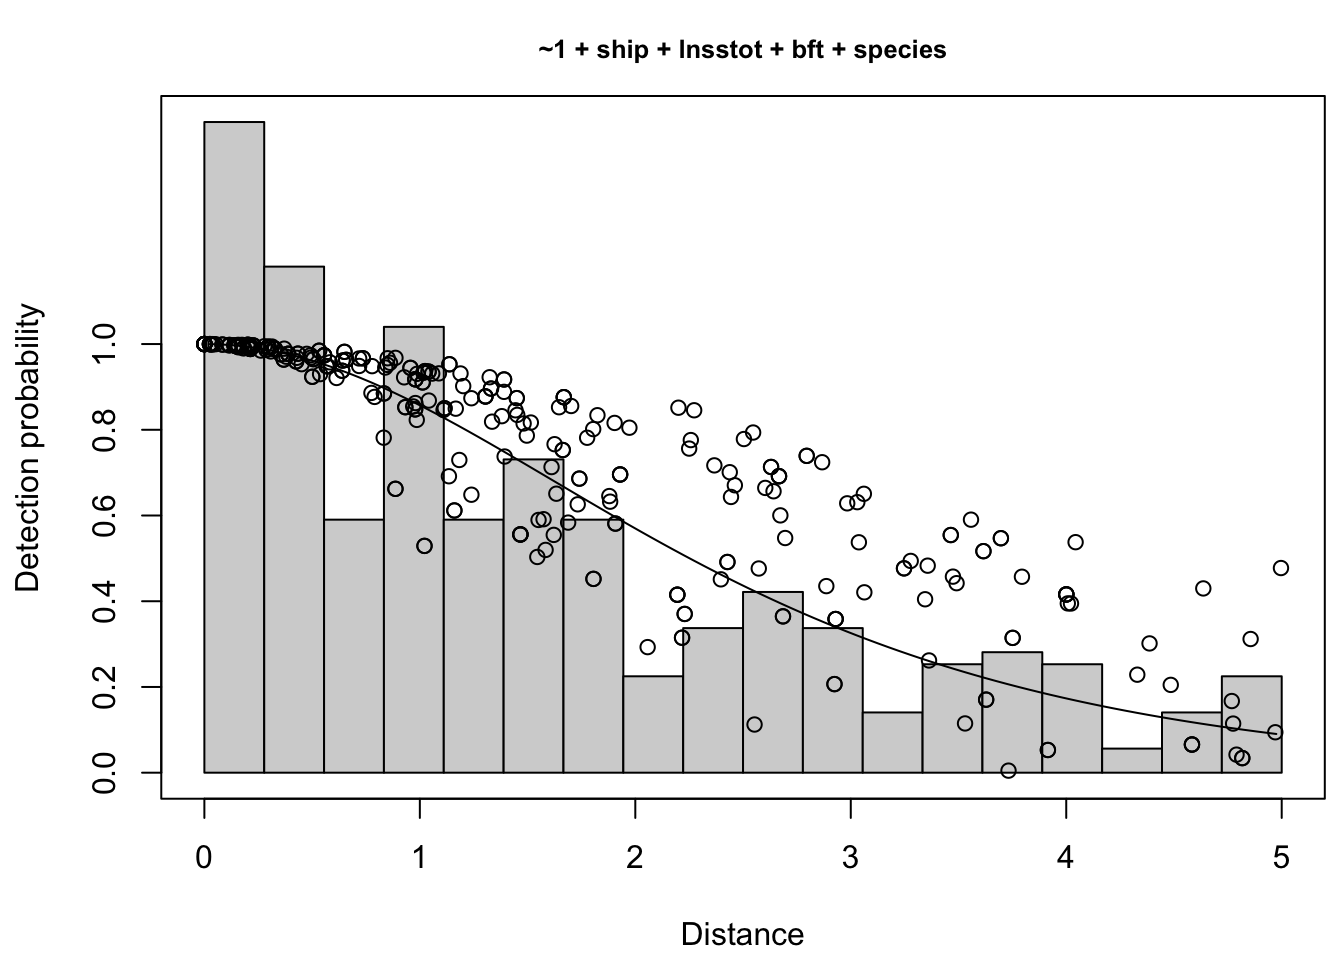 ~1 + ship + lnsstot + bft + species
Detection probability
1.0
0.8
0.6
0.4
0.2
0.0
0 1 2 3 4 5
Distance